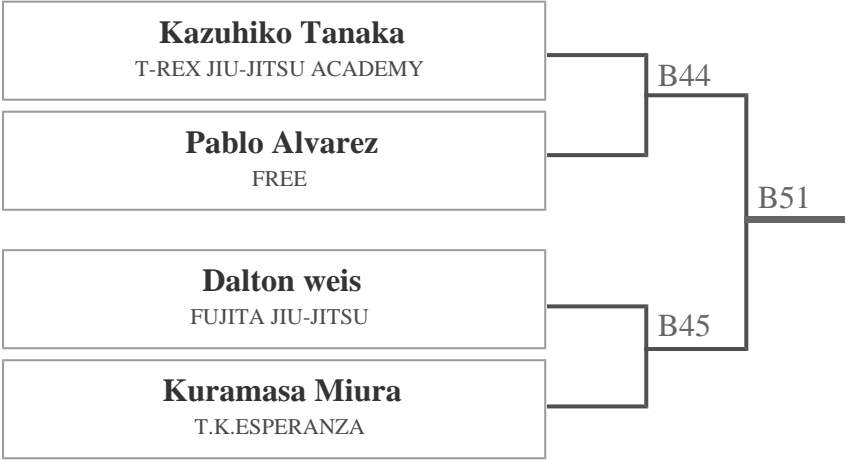 Kazuhiko Tanaka
T-REX JIU-JITSU ACADEMY
B44
Pablo Alvarez
FREE
B51
Dalton weis
FUJITA JIU-JITSU
B45
Kuramasa Miura
T.K.ESPERANZA